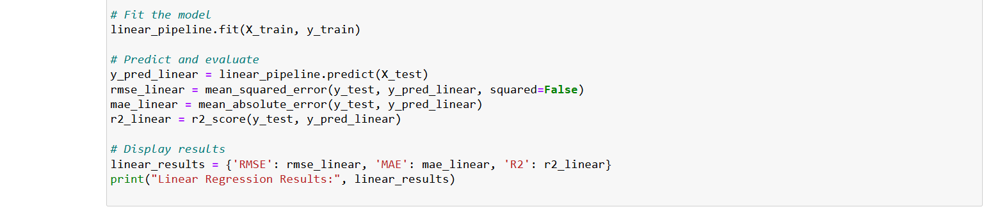 # Fit the model
linear_pipeline.fit(X_train, y_train)
# Predict and evaluate
y_pred_linear = linear_pipeline.predict(X_test)
rmse_linear = mean_squared_error(y_test, y_pred_linear, squared=False)
mae_linear = mean_absolute_error(y_test, y_pred_linear)
r2_linear = r2_score(y_test, y_pred_linear)
# Display results
linear_results = {'RMSE': rmse_linear, 'MAE': mae_linear, 'R2': r2_linear}
print("Linear Regression Results:", linear_results)